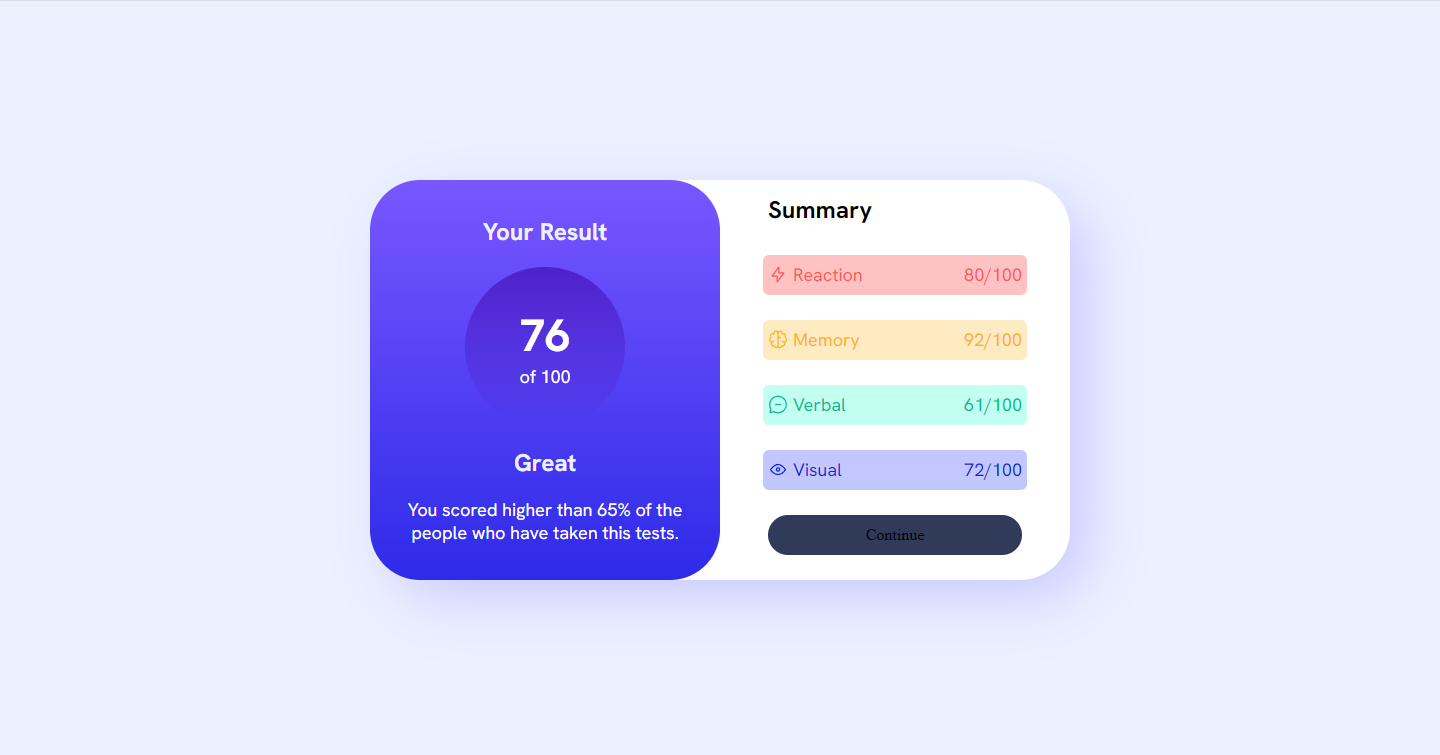 Your Result
76
of 100
Great
You scored higher than 65% of the
people who have taken this tests.
Summary
Reaction 80/100
Memory 92/100
Verbal 61/100
Visual 72/100
Continue